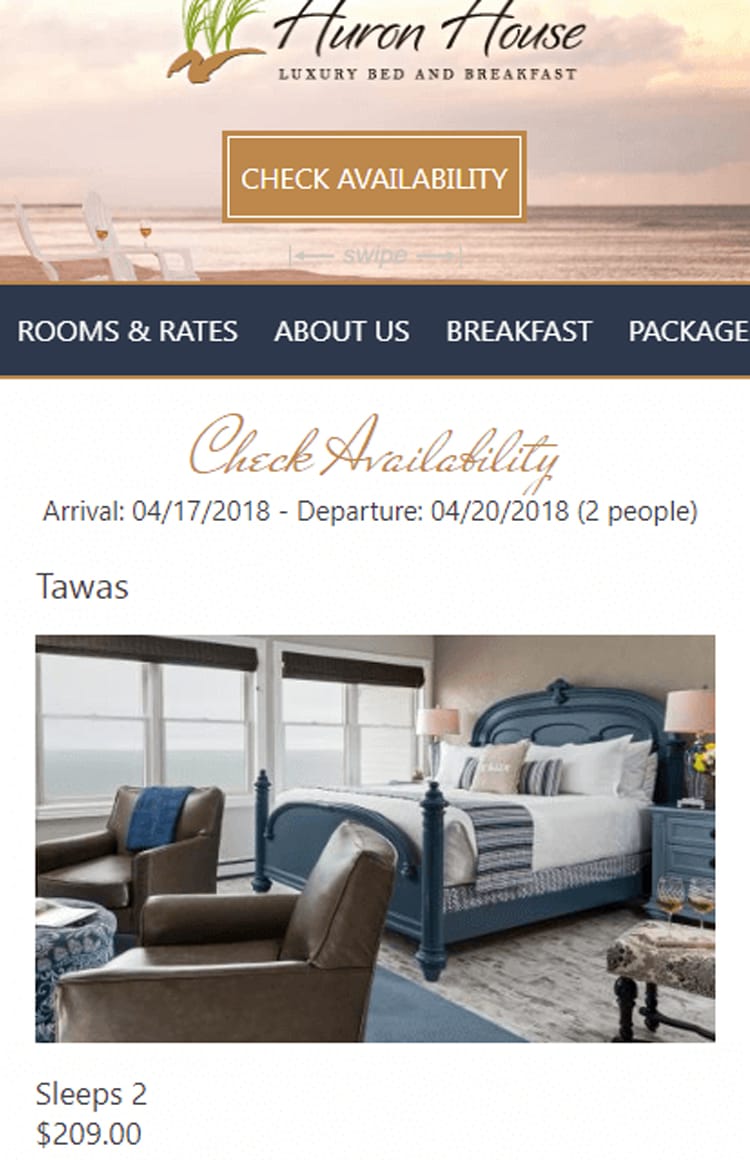 Huron House
LUXURY BED AND BREAKFAST
CHECK AVAILABILITY
swipe
ROOMS & RATES ABOUT US BREAKFAST PACKAGE
Check Availability
Arrival: 04/17/2018 - Departure: 04/20/2018 (2 people)
Tawas
Sleeps 2
$209.00